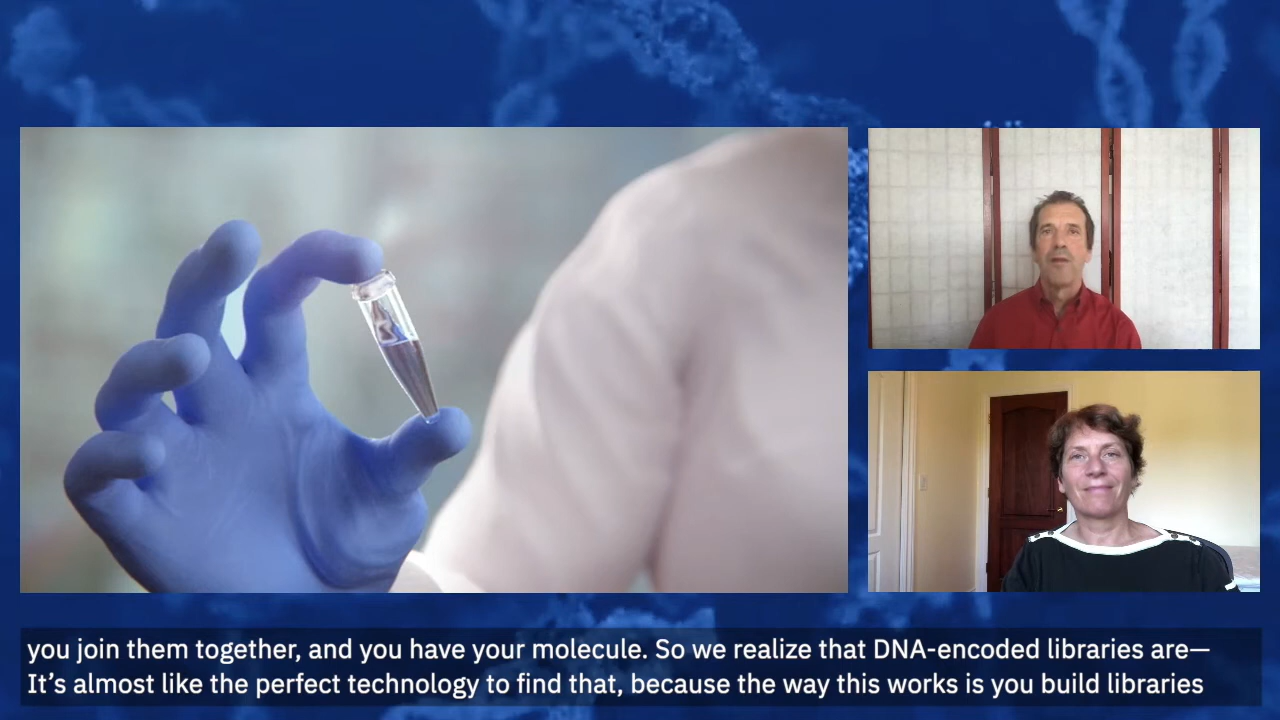 you join them together, and you have your molecule. So we realize that DNA-encoded libraries are—
It’s almost like the perfect technology to find that, because the way this works is you build libraries